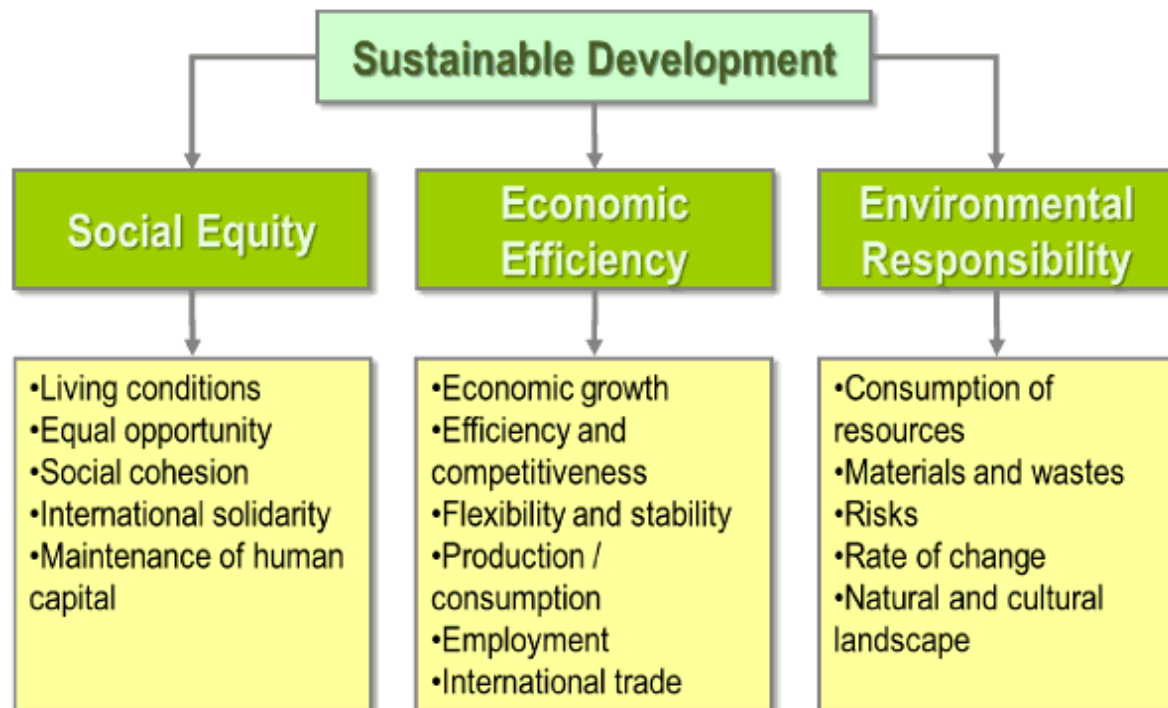 Sustainable Development
Social Equity
Economic
Efficiency
Environmental
Responsibility
•Living conditions
•Equal opportunity
•Social cohesion
•International solidarity
•Maintenance of human
capital
•Economic growth
•Efficiency and
competitiveness
•Flexibility and stability
•Production /
consumption
•Employment
•International trade
•Consumption of
resources
•Materials and wastes
•Risks
•Rate of change
•Natural and cultural
landscape